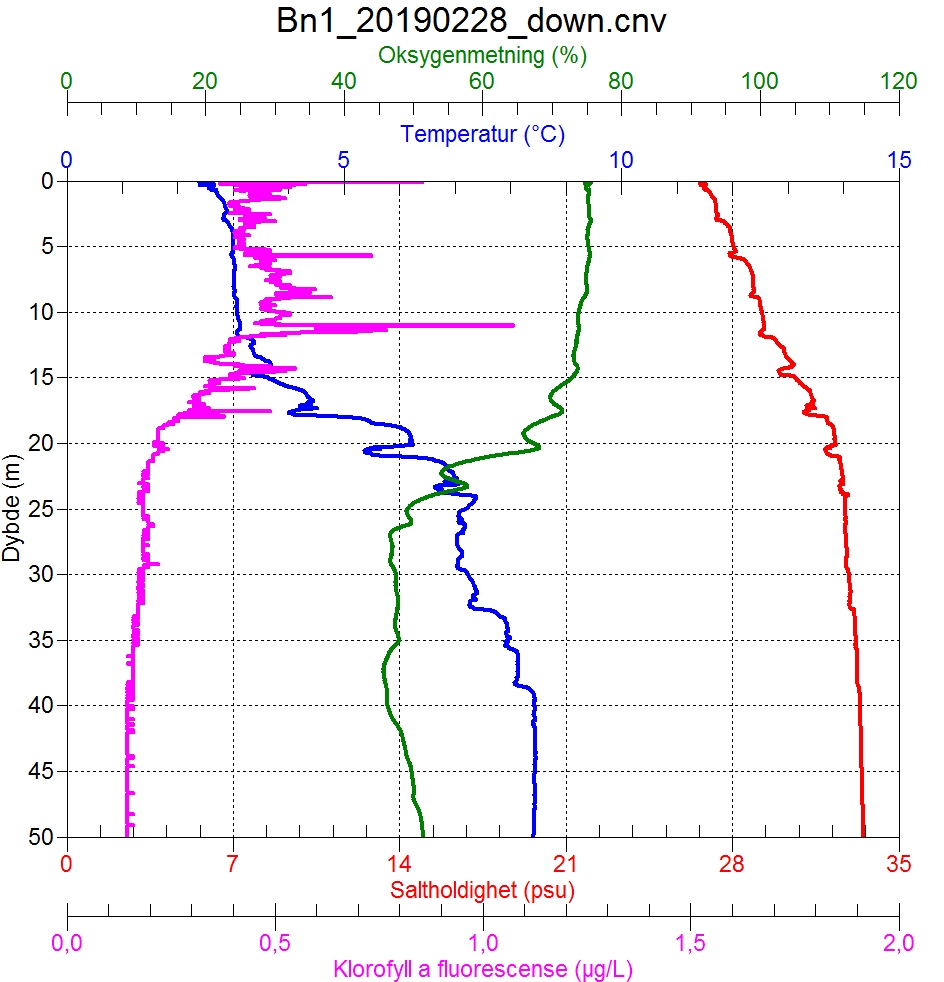 Bn1_20190228_down.cnv
Oksygenmetning (%)
0 20 40 60 80 100 120
Temperatur (°C)
0 5 10 15
0
5
10
15
20
25
30
35
40
45
50
Dybde (m)
0 7 14 21 28 35
Saltholdighet (psu)
0,0 0,5 1,0 1,5 2,0
Klorofyll a fluorescense (µg/L)